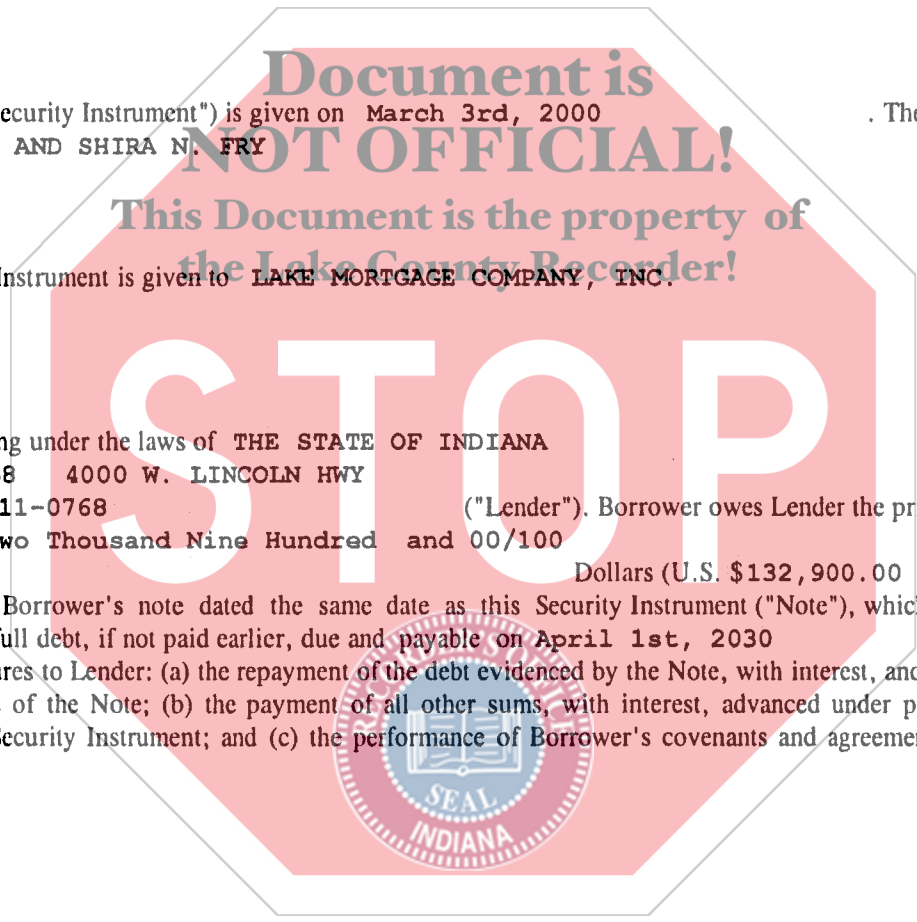 Document is
ecurity Instrument") is given on March 3rd, 2000 . The
AND SHIRA N. FRY
NOT OFFICIAL!
This Document is the property of
the Lake County Recorder!
Instrument is given to LAKE MORTGAGE COMPANY, INC.
STOP
ng under the laws of THE STATE OF INDIANA
8 4000 W. LINCOLN HWY
11-0768 ("Lender"). Borrower owes Lender the pr
wo Thousand Nine Hundred and 00/100
Dollars (U.S. $132,900.00
Borrower's note dated the same date as this Security Instrument ("Note"), whic
full debt, if not paid earlier, due and payable on April 1st, 2030
res to Lender: (a) the repayment of the debt evidenced by the Note, with interest, and
of the Note; (b) the payment of all other sums, with interest, advanced under p
Security Instrument; and (c) the performance of Borrower's covenants and agreemen
RECORDER'S OFFICE
SEAL
INDIANA